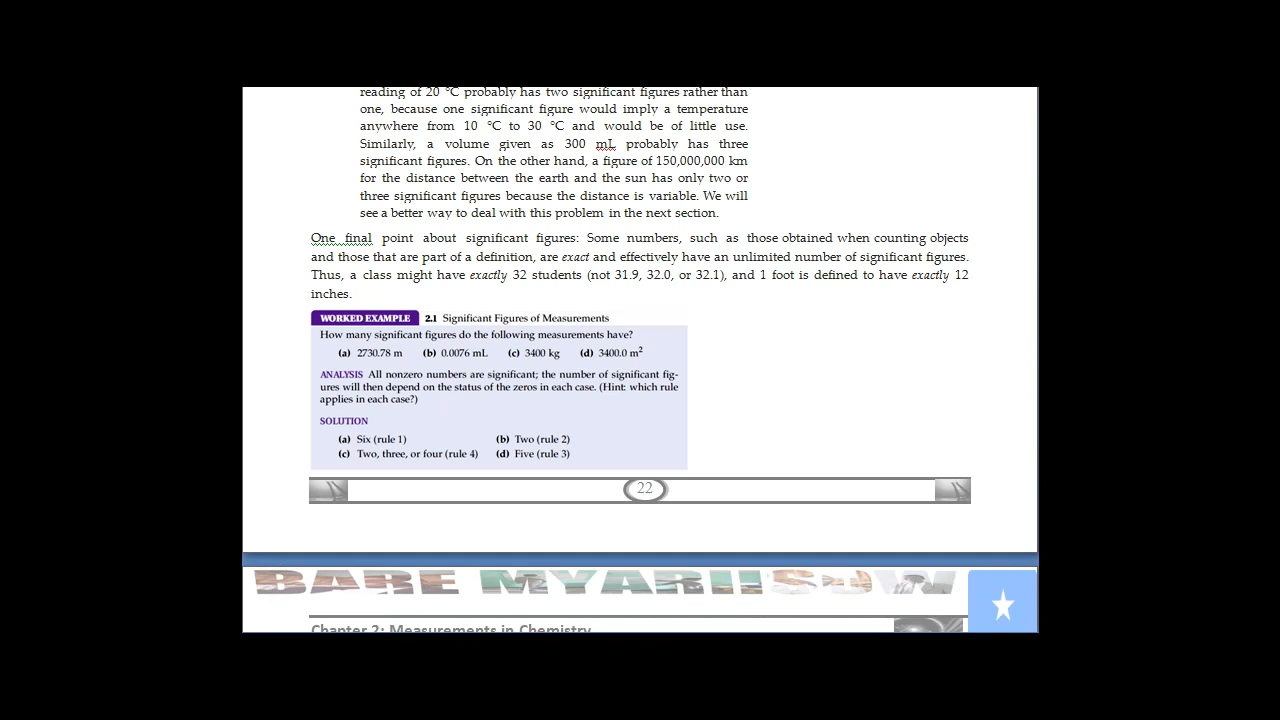 reading of 20 °C probably has two significant figures rather than
one, because one significant figure would imply a temperature
anywhere from 10 °C to 30 °C and would be of little use.
Similarly, a volume given as 300 mL probably has three
significant figures. On the other hand, a figure of 150,000,000 km
for the distance between the earth and the sun has only two or
three significant figures because the distance is variable. We will
see a better way to deal with this problem in the next section.
One final point about significant figures: Some numbers, such as those obtained when counting objects
and those that are part of a definition, are exact and effectively have an unlimited number of significant figures.
Thus, a class might have exactly 32 students (not 31.9, 32.0, or 32.1), and 1 foot is defined to have exactly 12
inches.
WORKED EXAMPLE 2.1 Significant Figures of Measurements
How many significant figures do the following measurements have?
(a) 2730.78 m (b) 0.0076 mL (c) 3400 kg (d) 3400.0 m²
ANALYSIS All nonzero numbers are significant; the number of significant fig-
ures will then depend on the status of the zeros in each case. (Hint: which rule
applies in each case?)
SOLUTION
(a) Six (rule 1) (b) Two (rule 2)
(c) Two, three, or four (rule 4) (d) Five (rule 3)
22
BARE MYARIISOW
Chapter 2: Measurements in Chemistry